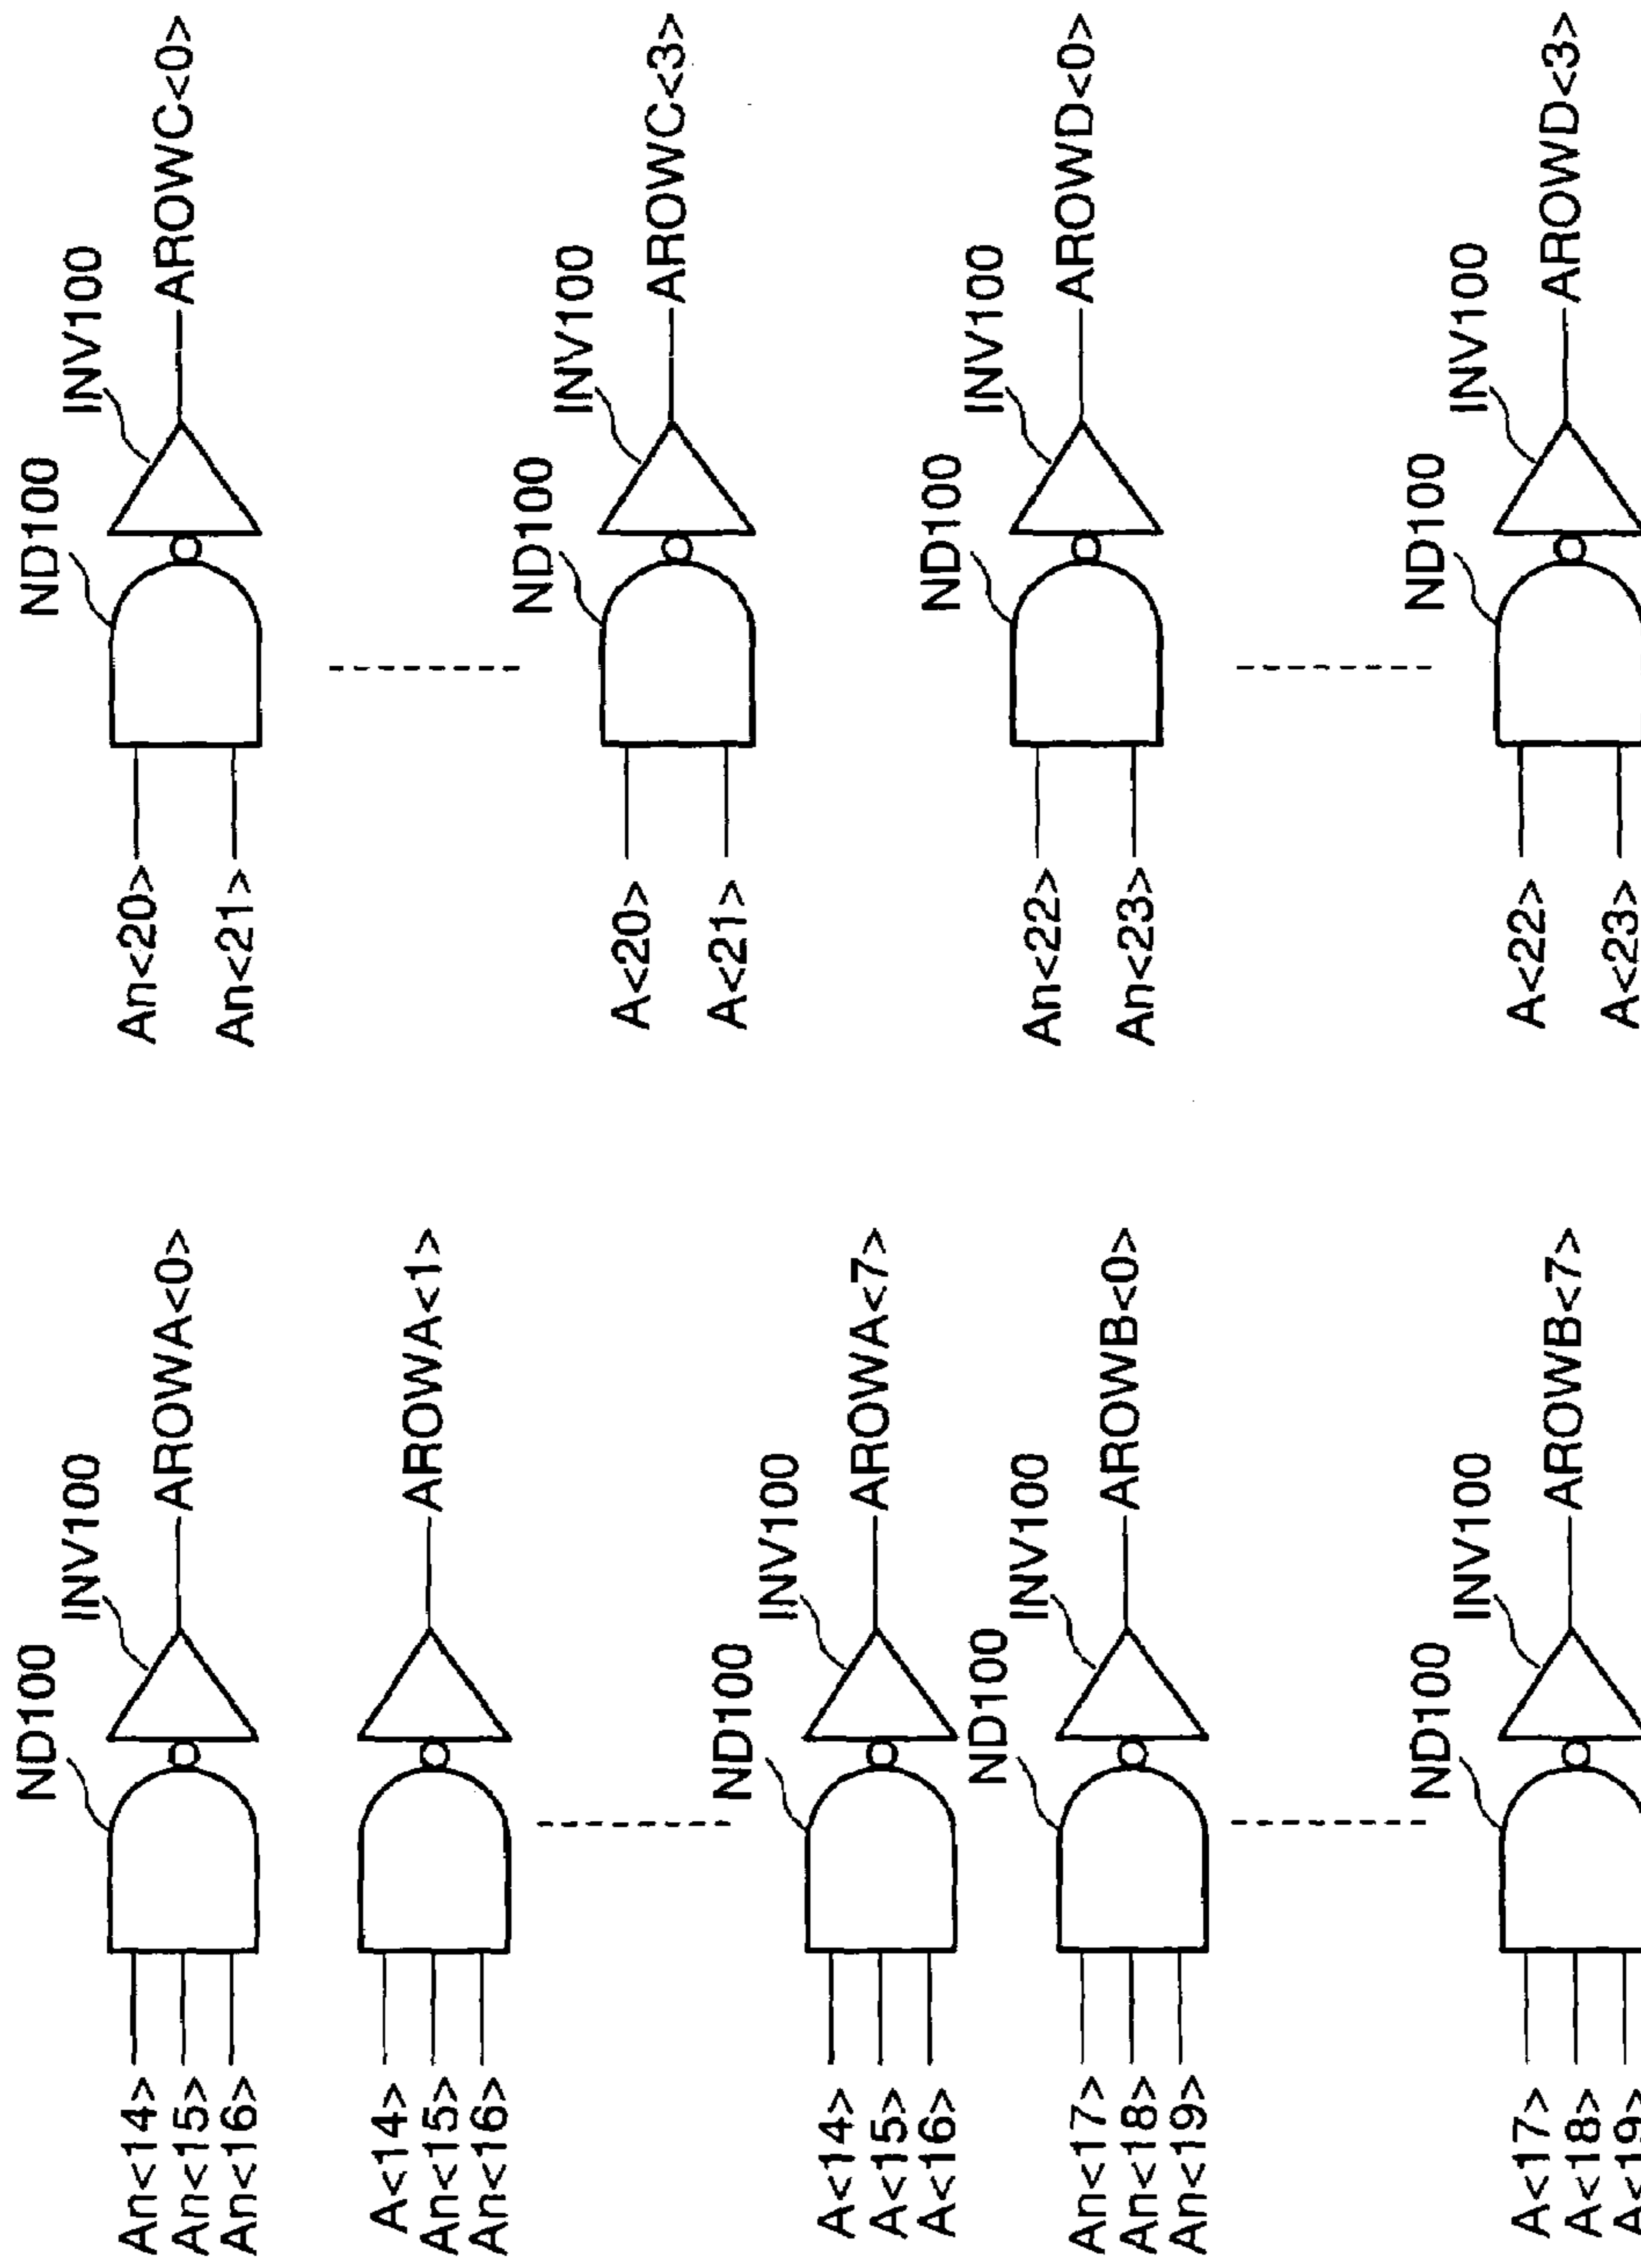 ND100
INV100
An<14>
An<15>
An<16>
AROWA<0>
A<14>
An<15>
An<16>
AROWA<1>
ND100
INV100
A<14>
A<15>
A<16>
AROWA<7>
ND100
INV100
An<17>
An<18>
An<19>
AROWB<0>
ND100
INV100
A<17>
A<18>
A<19>
AROWB<7>
ND100
INV100
An<20>
An<21>
AROWC<0>
ND100
INV100
A<20>
A<21>
AROWC<3>
ND100
INV100
An<22>
An<23>
AROWD<0>
ND100
INV100
A<22>
A<23>
AROWD<3>